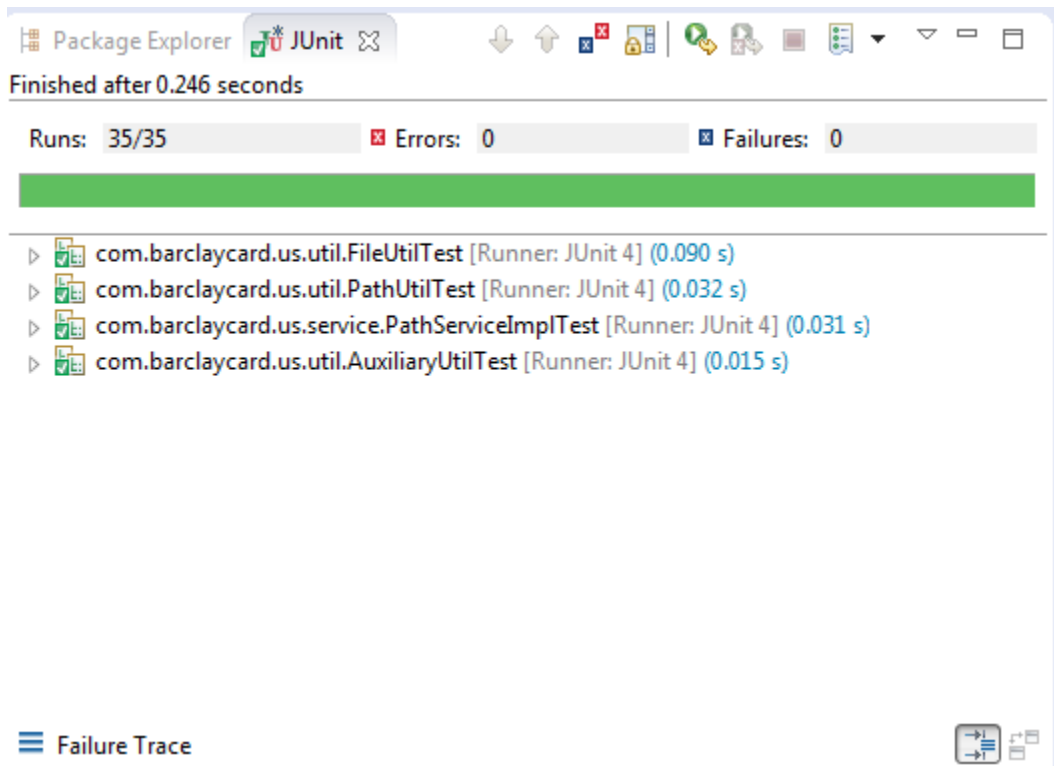 Package Explorer JUnit
Finished after 0.246 seconds
Runs: 35/35 Errors: 0 Failures: 0
com.barclaycard.us.util.FileUtilTest [Runner: JUnit 4] (0.090 s)
com.barclaycard.us.util.PathUtilTest [Runner: JUnit 4] (0.032 s)
com.barclaycard.us.service.PathServiceImplTest [Runner: JUnit 4] (0.031 s)
com.barclaycard.us.util.AuxiliaryUtilTest [Runner: JUnit 4] (0.015 s)
Failure Trace